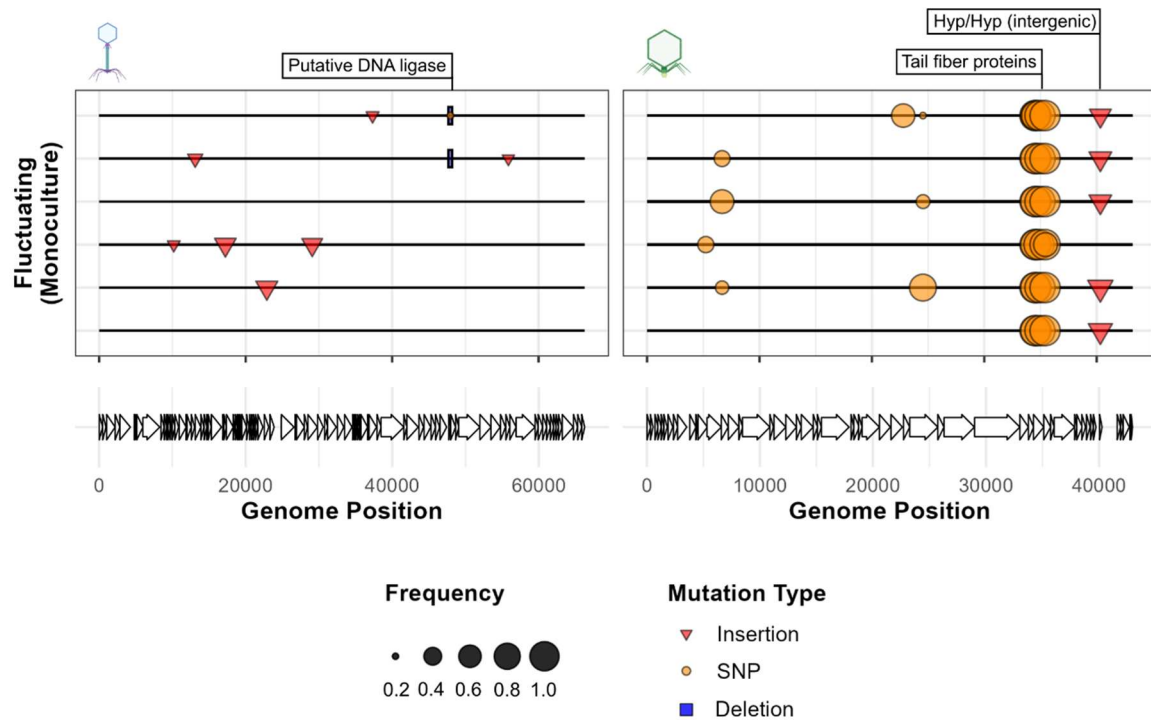 Hyp/Hyp (intergenic)
Putative DNA ligase
Tail fiber proteins
Fluctuating
(Monoculture)
0 20000 40000 60000
Genome Position
0 10000 20000 30000 40000
Genome Position
Frequency
0.2 0.4 0.6 0.8 1.0
Mutation Type
Insertion
SNP
Deletion